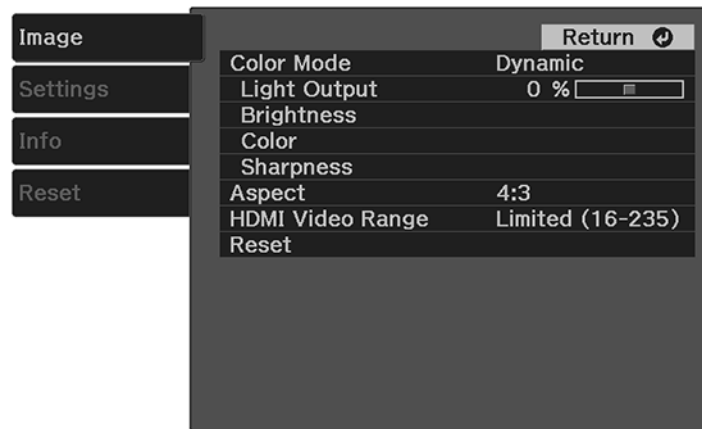 Image
Settings
Info
Reset
Return
Color Mode Dynamic
Light Output 0 %
Brightness
Color
Sharpness
Aspect 4:3
HDMI Video Range Limited (16-235)
Reset